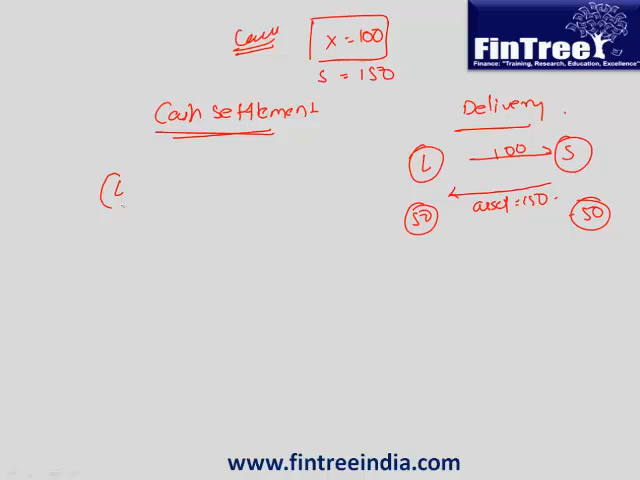 X = 100
S = 150
FinTree
Finance: "Training, Research, Education, Excellence"
Cash settlement
Delivery.
L 100 S
asset = 150.
50
-50
L
www.fintreeindia.com